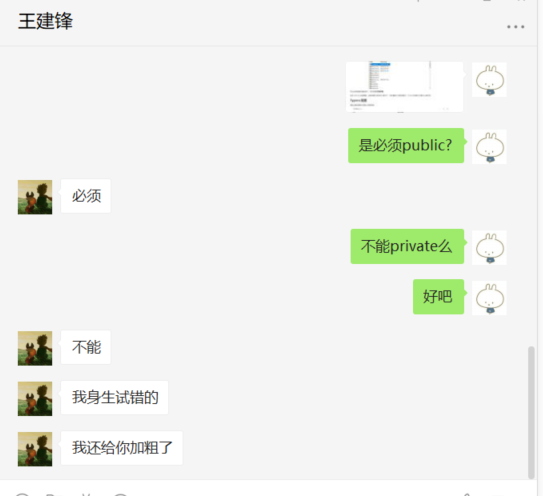 王建锋
是必须public?
必须
不能private么
好吧
不能
我身生试错的
我还给你加粗了